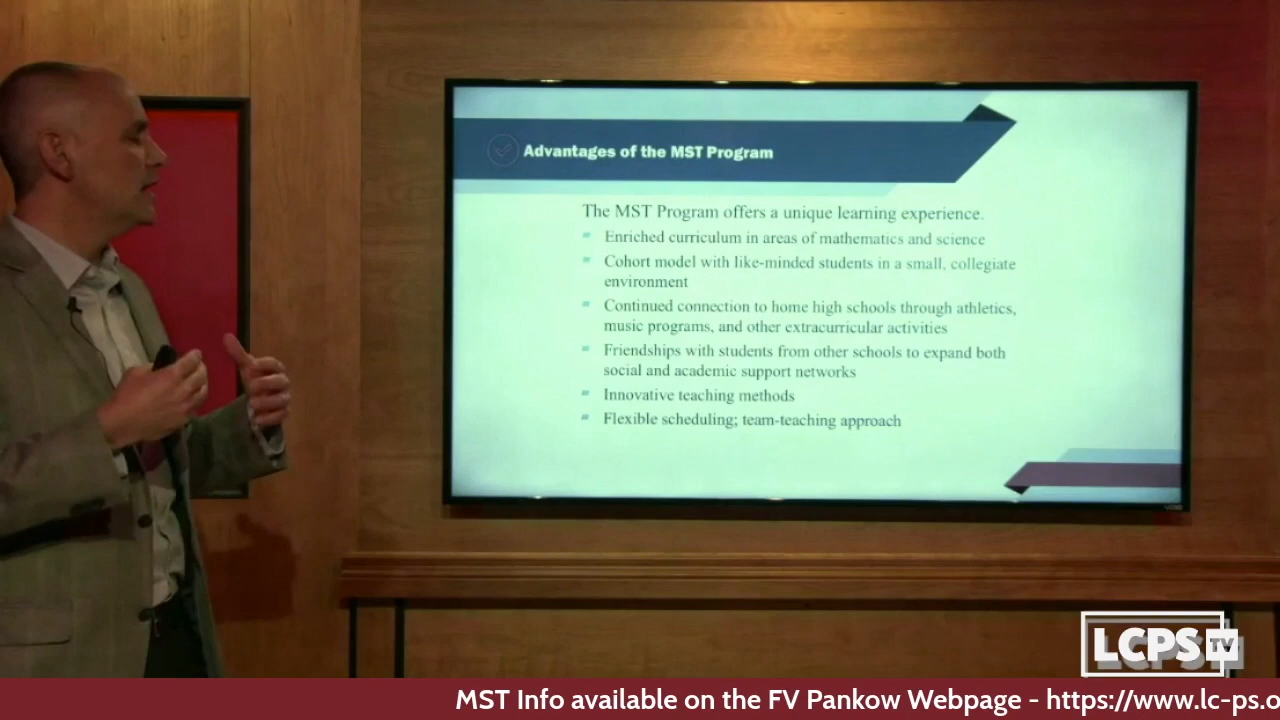 Advantages of the MST Program
The MST Program offers a unique learning experience.
Enriched curriculum in areas of mathematics and science
Cohort model with like-minded students in a small, collegiate
environment
Continued connection to home high schools through athletics,
music programs, and other extracurricular activities
Friendships with students from other schools to expand both
social and academic support networks
Innovative teaching methods
Flexible scheduling; team-teaching approach
LCPS TV
MST Info available on the FV Pankow Webpage - https://www.lc-ps.o